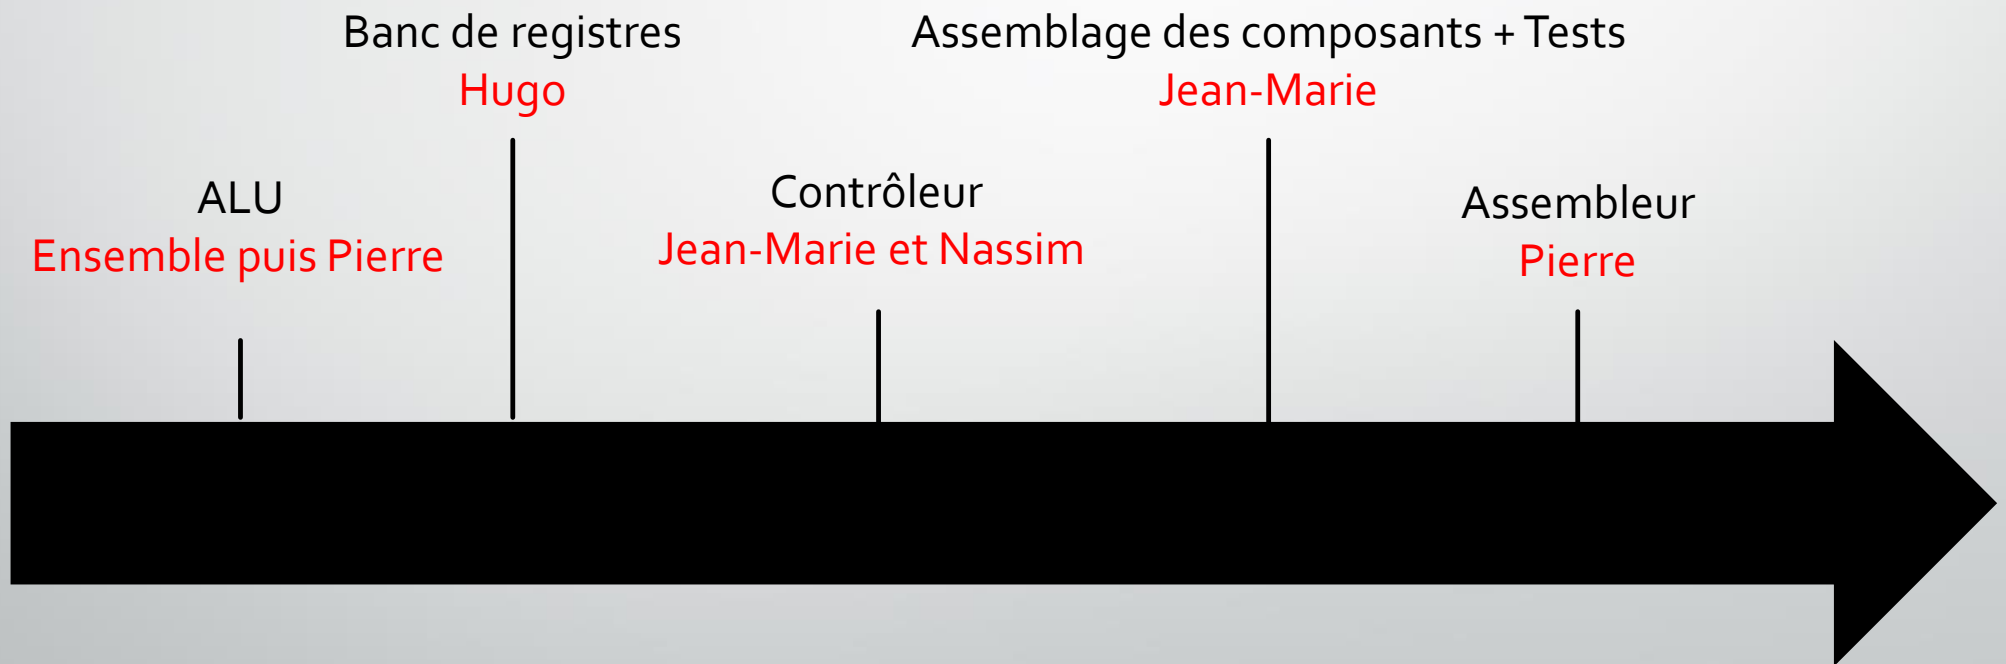 Banc de registres
Hugo
Assemblage des composants + Tests
Jean-Marie
ALU
Ensemble puis Pierre
Contrôleur
Jean-Marie et Nassim
Assembleur
Pierre